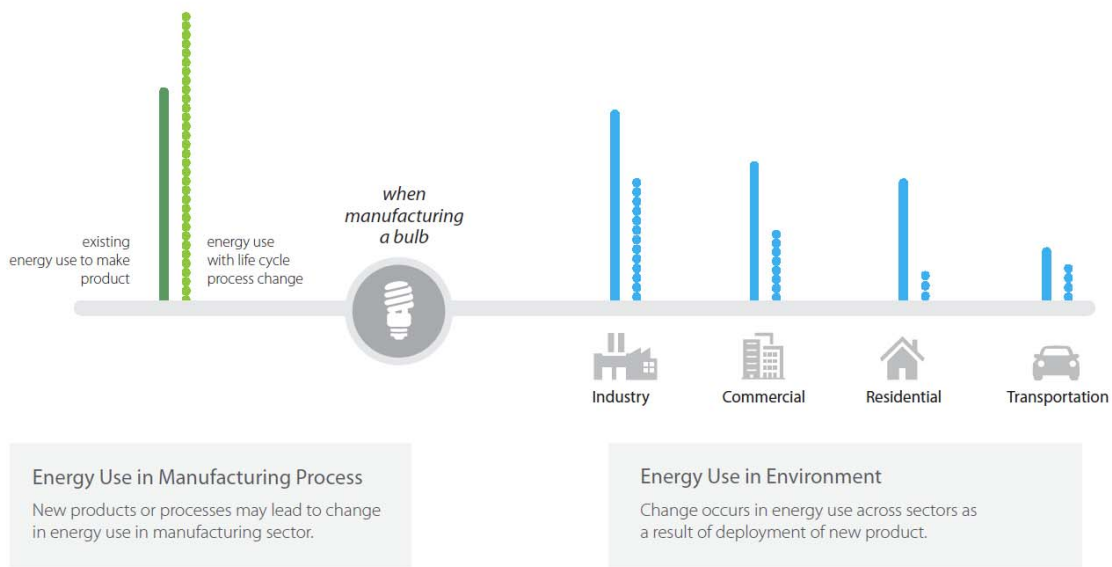 when
manufacturing
a bulb
existing
energy use to make
product
energy use
with life cycle
process change
Industry
Commercial
Residential
Transportation
Energy Use in Manufacturing Process
New products or processes may lead to change
in energy use in manufacturing sector.
Energy Use in Environment
Change occurs in energy use across sectors as
a result of deployment of new product.